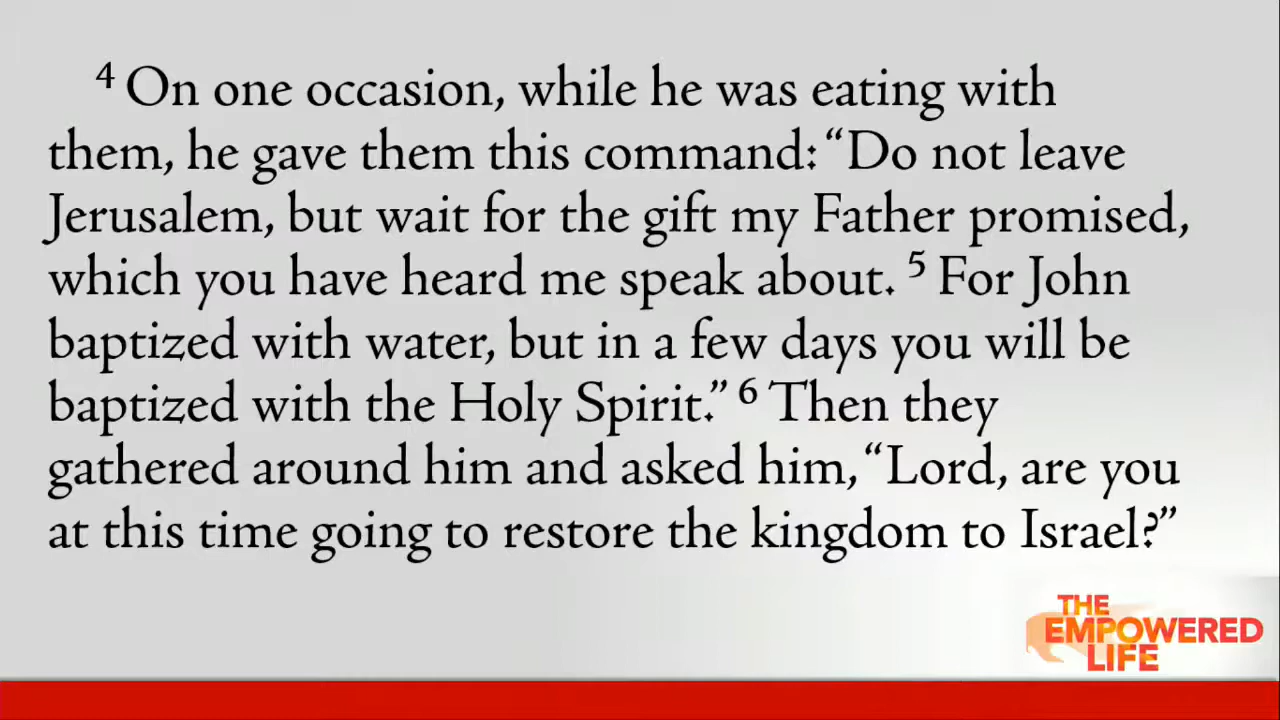 ⁴ On one occasion, while he was eating with
them, he gave them this command: “Do not leave
Jerusalem, but wait for the gift my Father promised,
which you have heard me speak about. ⁵ For John
baptized with water, but in a few days you will be
baptized with the Holy Spirit.” ⁶ Then they
gathered around him and asked him, “Lord, are you
at this time going to restore the kingdom to Israel?”
THE
EMPOWERED
LIFE